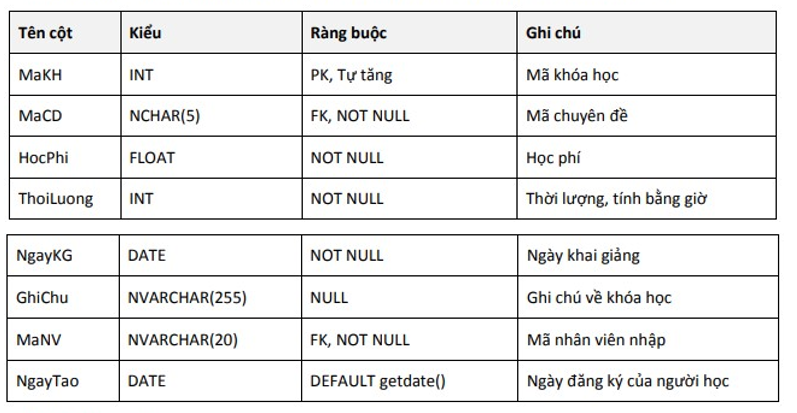 Tên cột Kiểu Ràng buộc Ghi chú
MaKH INT PK, Tự tăng Mã khóa học
MaCD NCHAR(5) FK, NOT NULL Mã chuyên đề
HocPhi FLOAT NOT NULL Học phí
ThoiLuong INT NOT NULL Thời lượng, tính bằng giờ
NgayKG DATE NOT NULL Ngày khai giảng
GhiChu NVARCHAR(255) NULL Ghi chú về khóa học
MaNV NVARCHAR(20) FK, NOT NULL Mã nhân viên nhập
NgayTao DATE DEFAULT getdate() Ngày đăng ký của người học